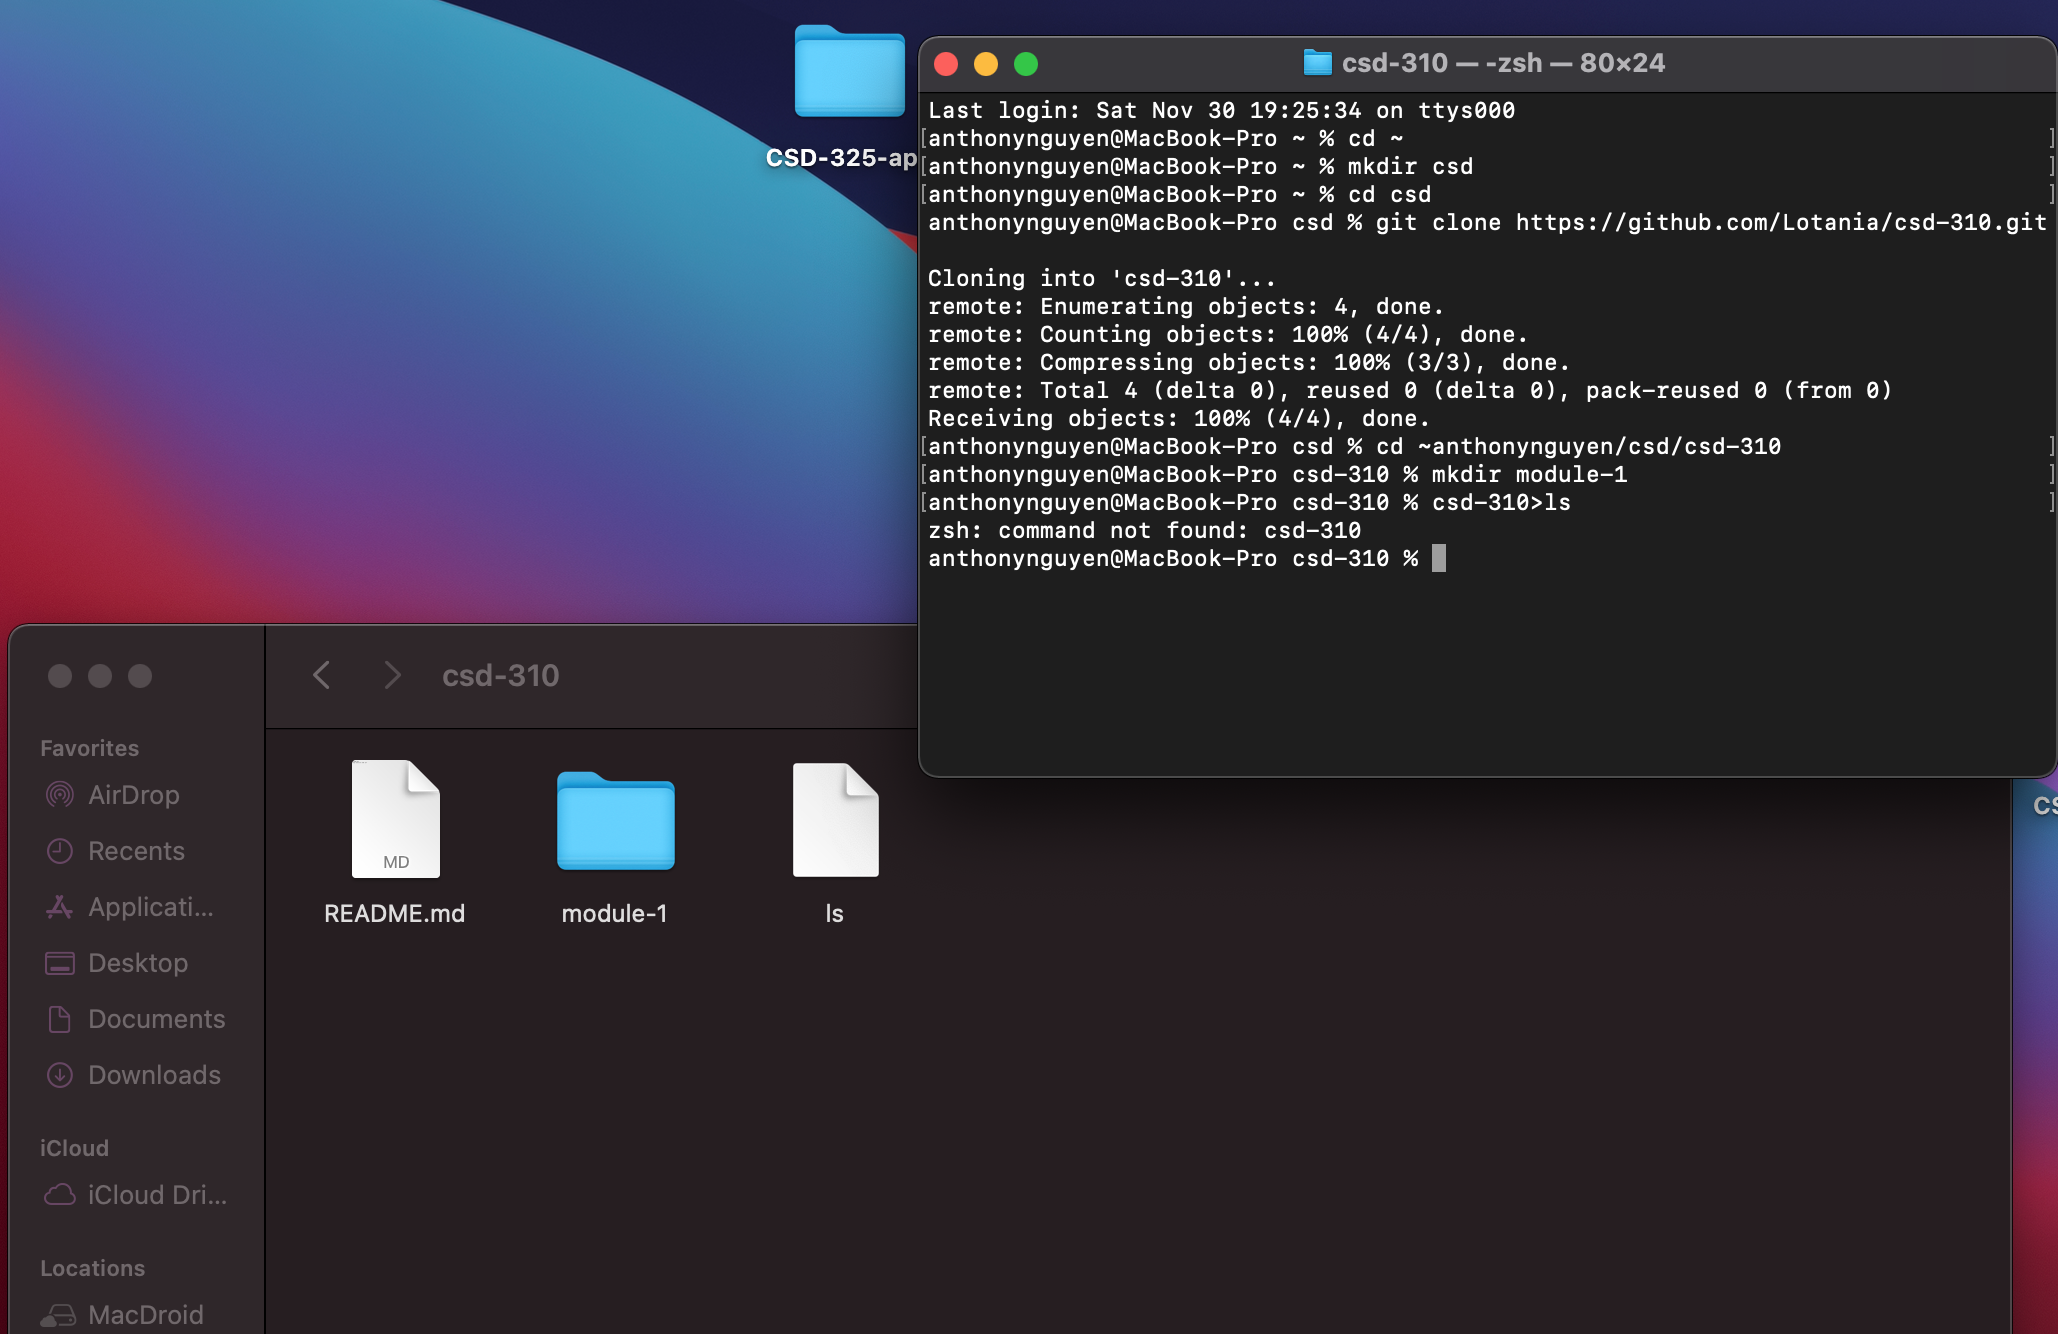 CSD-325-ap
csd-310 — -zsh — 80×24
Last login: Sat Nov 30 19:25:34 on ttys000
[anthonynguyen@MacBook-Pro ~ % cd ~ ]
[anthonynguyen@MacBook-Pro ~ % mkdir csd ]
[anthonynguyen@MacBook-Pro ~ % cd csd ]
anthonynguyen@MacBook-Pro csd % git clone https://github.com/Lotania/csd-310.git
Cloning into 'csd-310'...
remote: Enumerating objects: 4, done.
remote: Counting objects: 100% (4/4), done.
remote: Compressing objects: 100% (3/3), done.
remote: Total 4 (delta 0), reused 0 (delta 0), pack-reused 0 (from 0)
Receiving objects: 100% (4/4), done.
[anthonynguyen@MacBook-Pro csd % cd ~anthonynguyen/csd/csd-310 ]
[anthonynguyen@MacBook-Pro csd-310 % mkdir module-1 ]
[anthonynguyen@MacBook-Pro csd-310 % csd-310>ls ]
zsh: command not found: csd-310
anthonynguyen@MacBook-Pro csd-310 %
csd-310
Favorites
AirDrop
Recents
Applicati...
Desktop
Documents
Downloads
iCloud
iCloud Dri...
Locations
MacDroid
MD
README.md
module-1
ls
CS